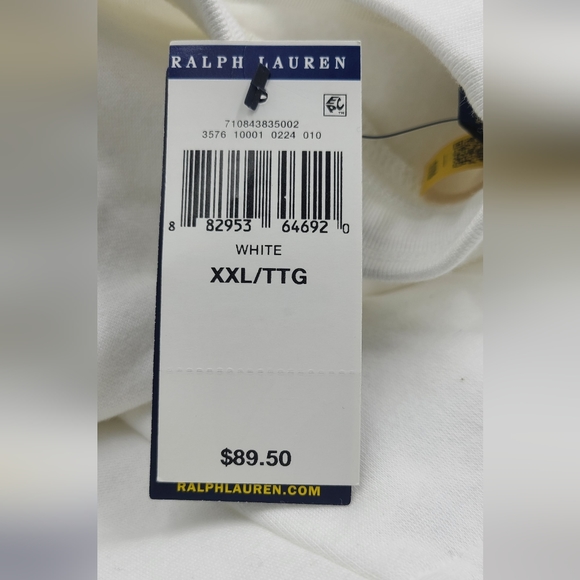 RALPH LAUREN
710843835002
3576 10001 0224 010
8 82953 64692 0
WHITE
XXL/TTG
$89.50
RALPHLAUREN.COM